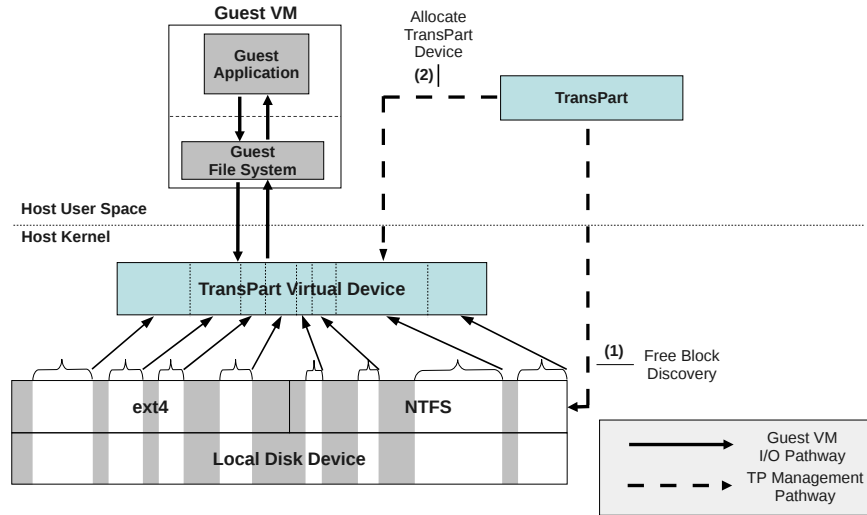 Guest VM
Guest
Application
Guest
File System
Allocate
TransPart
Device
(2)
TransPart
Host User Space
Host Kernel
TransPart Virtual Device
(1)
Free Block
Discovery
ext4
NTFS
Local Disk Device
Guest VM
I/O Pathway
TP Management
Pathway